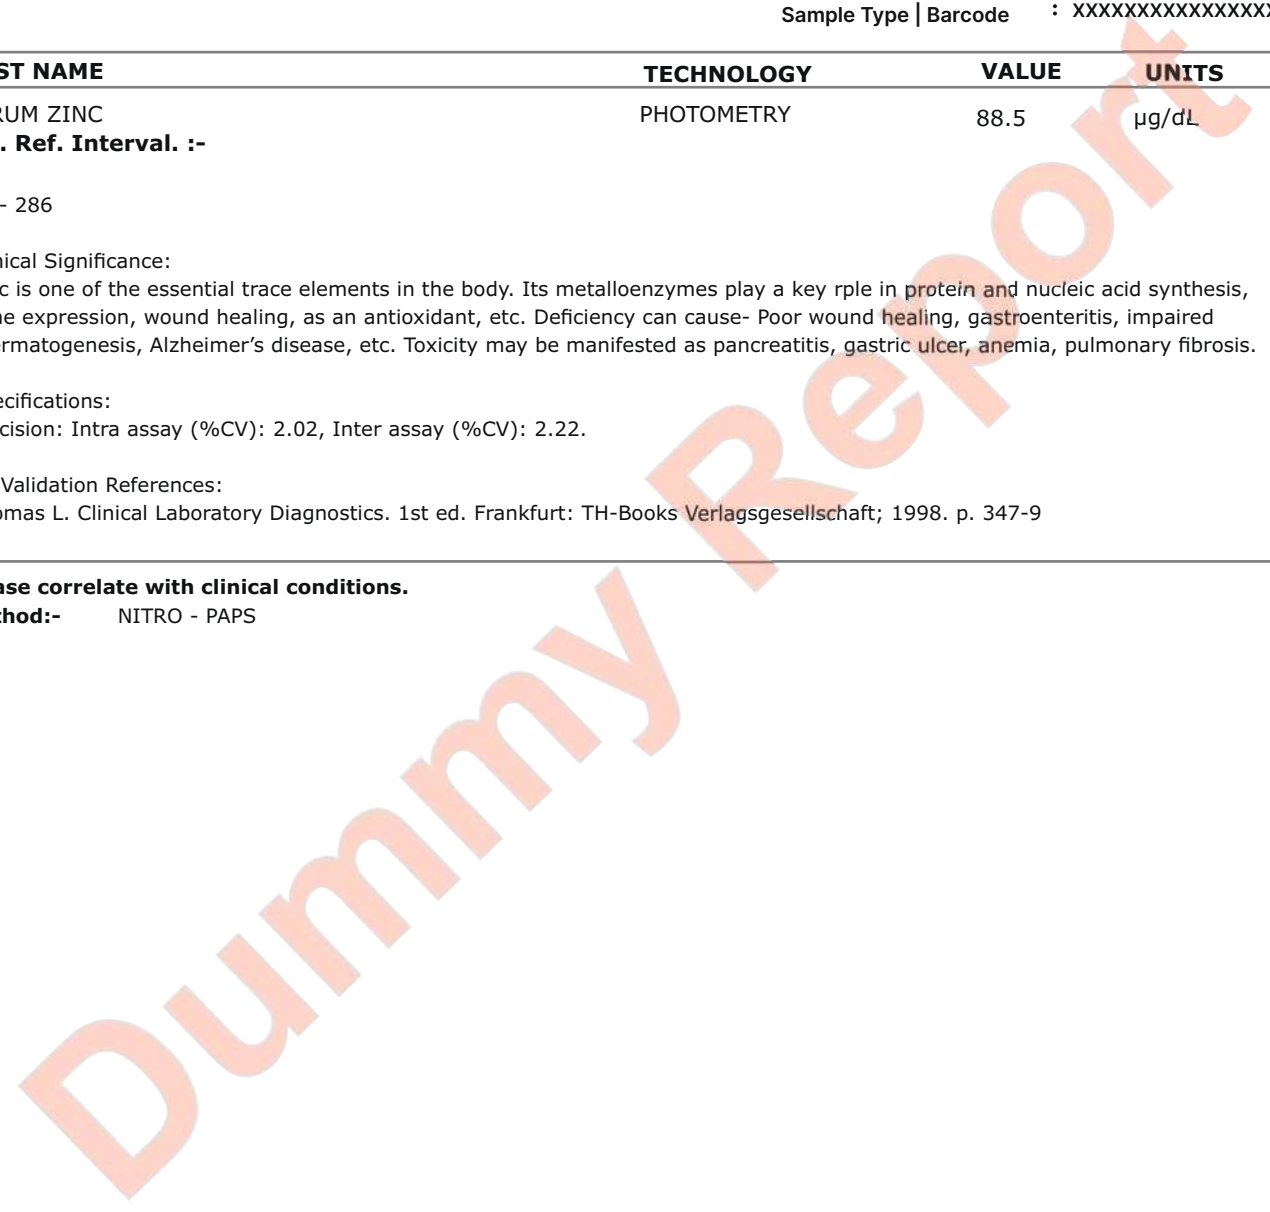 Sample Type | Barcode : XXXXXXXXXXXXXXXX
ST NAME TECHNOLOGY VALUE UNITS
RUM ZINC PHOTOMETRY 88.5 µg/dL
. Ref. Interval. :-
- 286
nical Significance:
c is one of the essential trace elements in the body. Its metalloenzymes play a key rple in protein and nucleic acid synthesis,
ne expression, wound healing, as an antioxidant, etc. Deficiency can cause- Poor wound healing, gastroenteritis, impaired
ermatogenesis, Alzheimer’s disease, etc. Toxicity may be manifested as pancreatitis, gastric ulcer, anemia, pulmonary fibrosis.
ecifications:
cision: Intra assay (%CV): 2.02, Inter assay (%CV): 2.22.
Validation References:
omas L. Clinical Laboratory Diagnostics. 1st ed. Frankfurt: TH-Books Verlagsgesellschaft; 1998. p. 347-9
ase correlate with clinical conditions.
thod:- NITRO - PAPS
Dummy Report